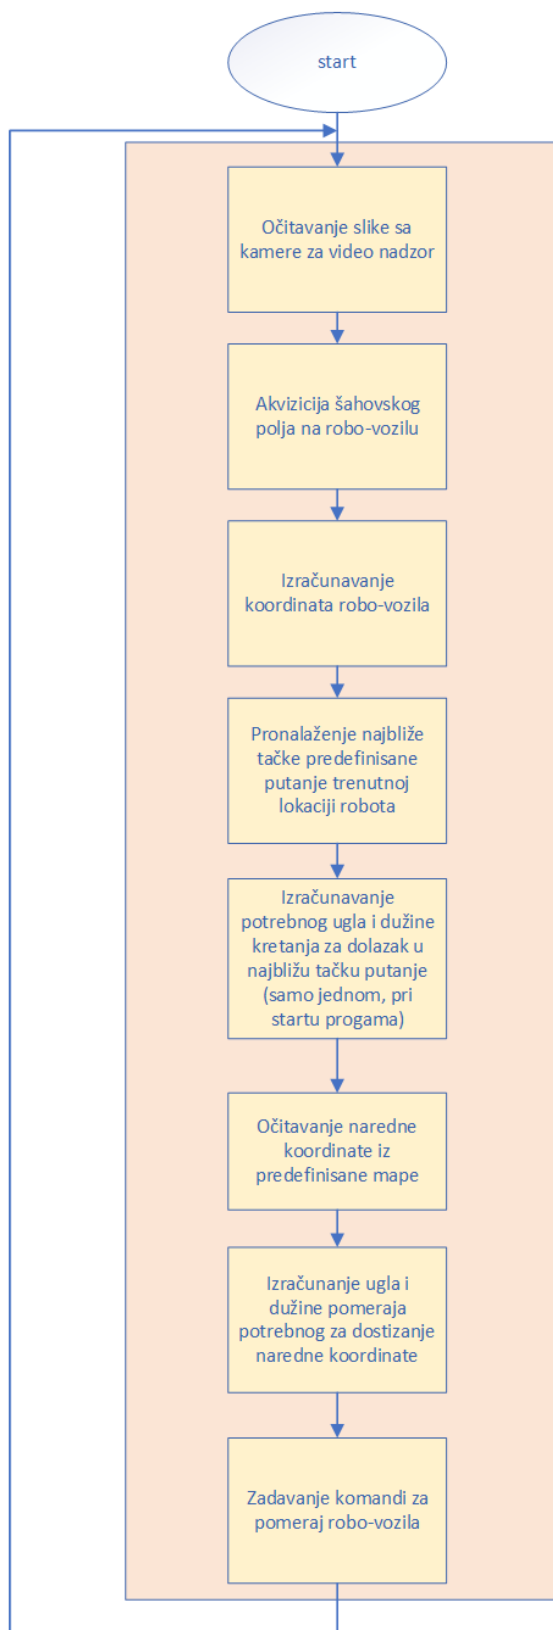 start
Očitavanje slike sa
kamere za video nadzor
Akvizicija šahovskog
polja na robo-vozilu
Izračunavanje
koordinata robo-vozila
Pronalaženje najbliže
tačke predefinisane
putanje trenutnoj
lokaciji robota
Izračunavanje
potrebnog ugla i dužine
kretanja za dolazak u
najbližu tačku putanje
(samo jednom, pri
startu progama)
Očitavanje naredne
koordinate iz
predefinisane mape
Izračunanje ugla i
dužine pomeraja
potrebnog za dostizanje
naredne koordinate
Zadavanje komandi za
pomeraj robo-vozila